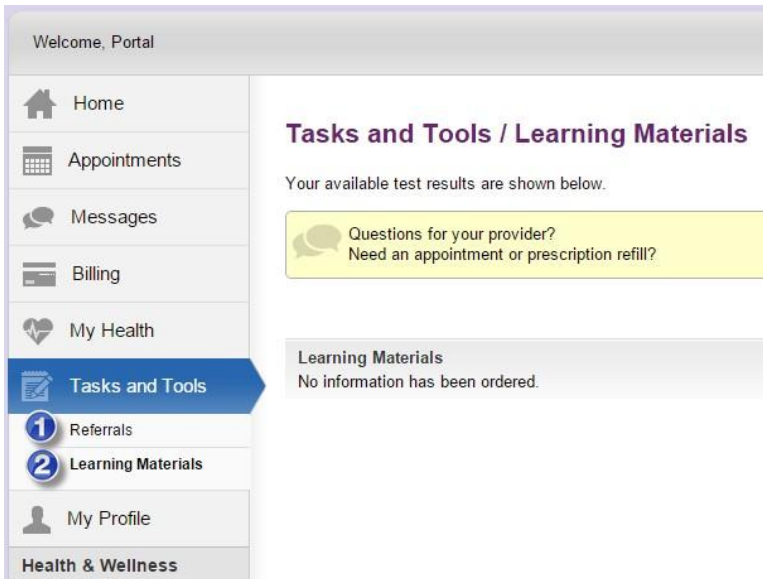 Welcome, Portal
Home
Appointments
Messages
Billing
My Health
Tasks and Tools
1 Referrals
2 Learning Materials
My Profile
Health & Wellness
Tasks and Tools / Learning Materials
Your available test results are shown below.
Questions for your provider?
Need an appointment or prescription refill?
Learning Materials
No information has been ordered.